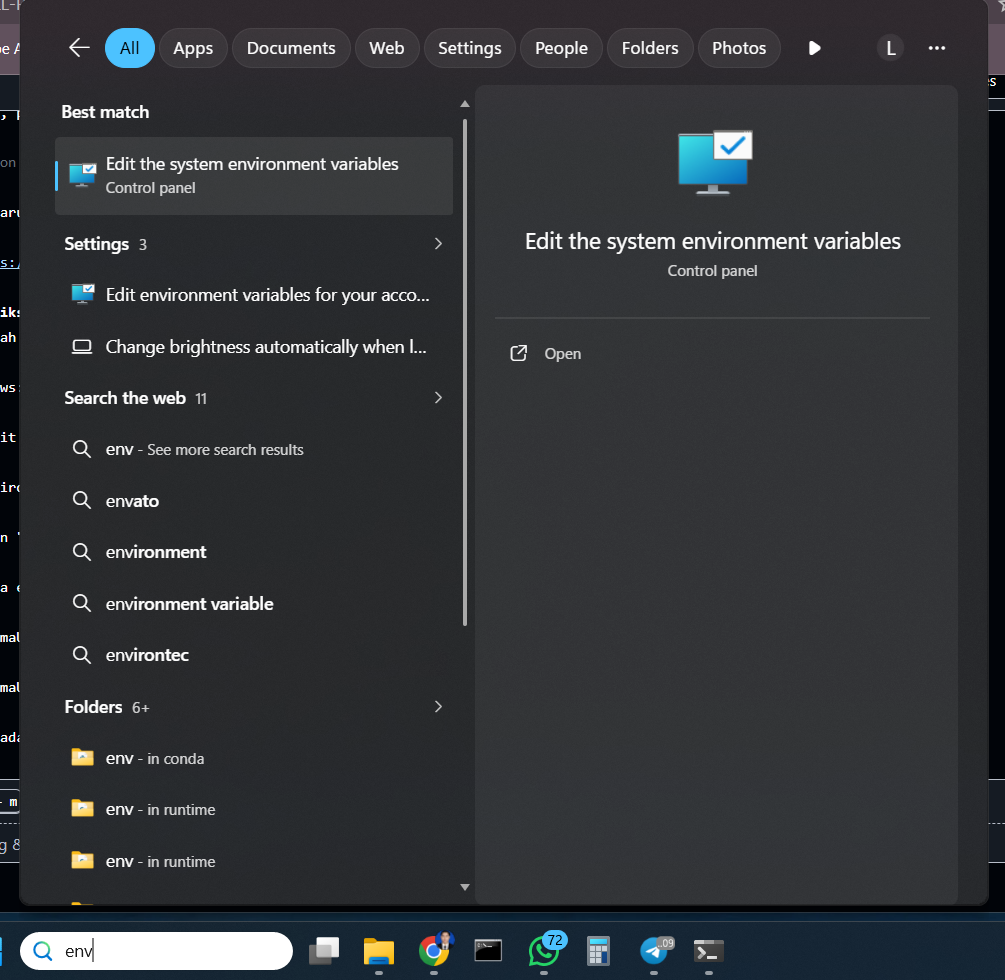 All
Apps
Documents
Web
Settings
People
Folders
Photos
L
Best match
Edit the system environment variables
Control panel
Settings 3
Edit environment variables for your acco...
Change brightness automatically when l...
Search the web 11
env - See more search results
envato
environment
environment variable
environtec
Folders 6+
env - in conda
env - in runtime
env - in runtime
Edit the system environment variables
Control panel
Open
env
72
..09